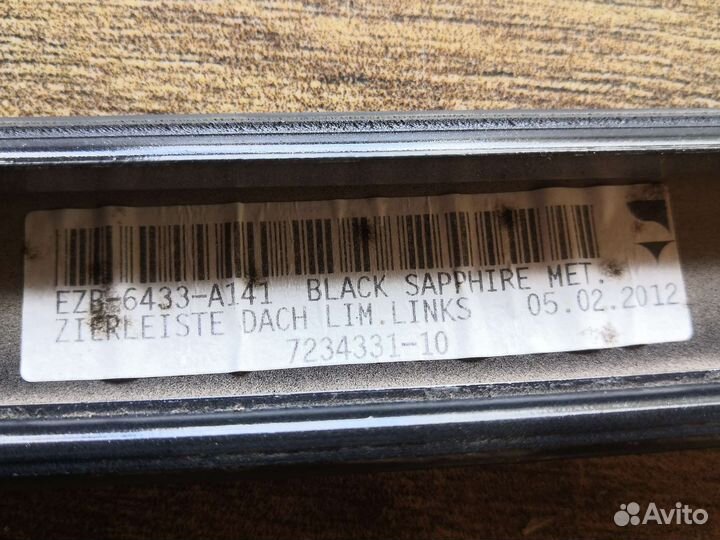 EZB-6433-A141 BLACK SAPPHIRE MET.
ZIERLEISTE DACH LIM.LINKS 05.02.2012
7234331-10
Avito